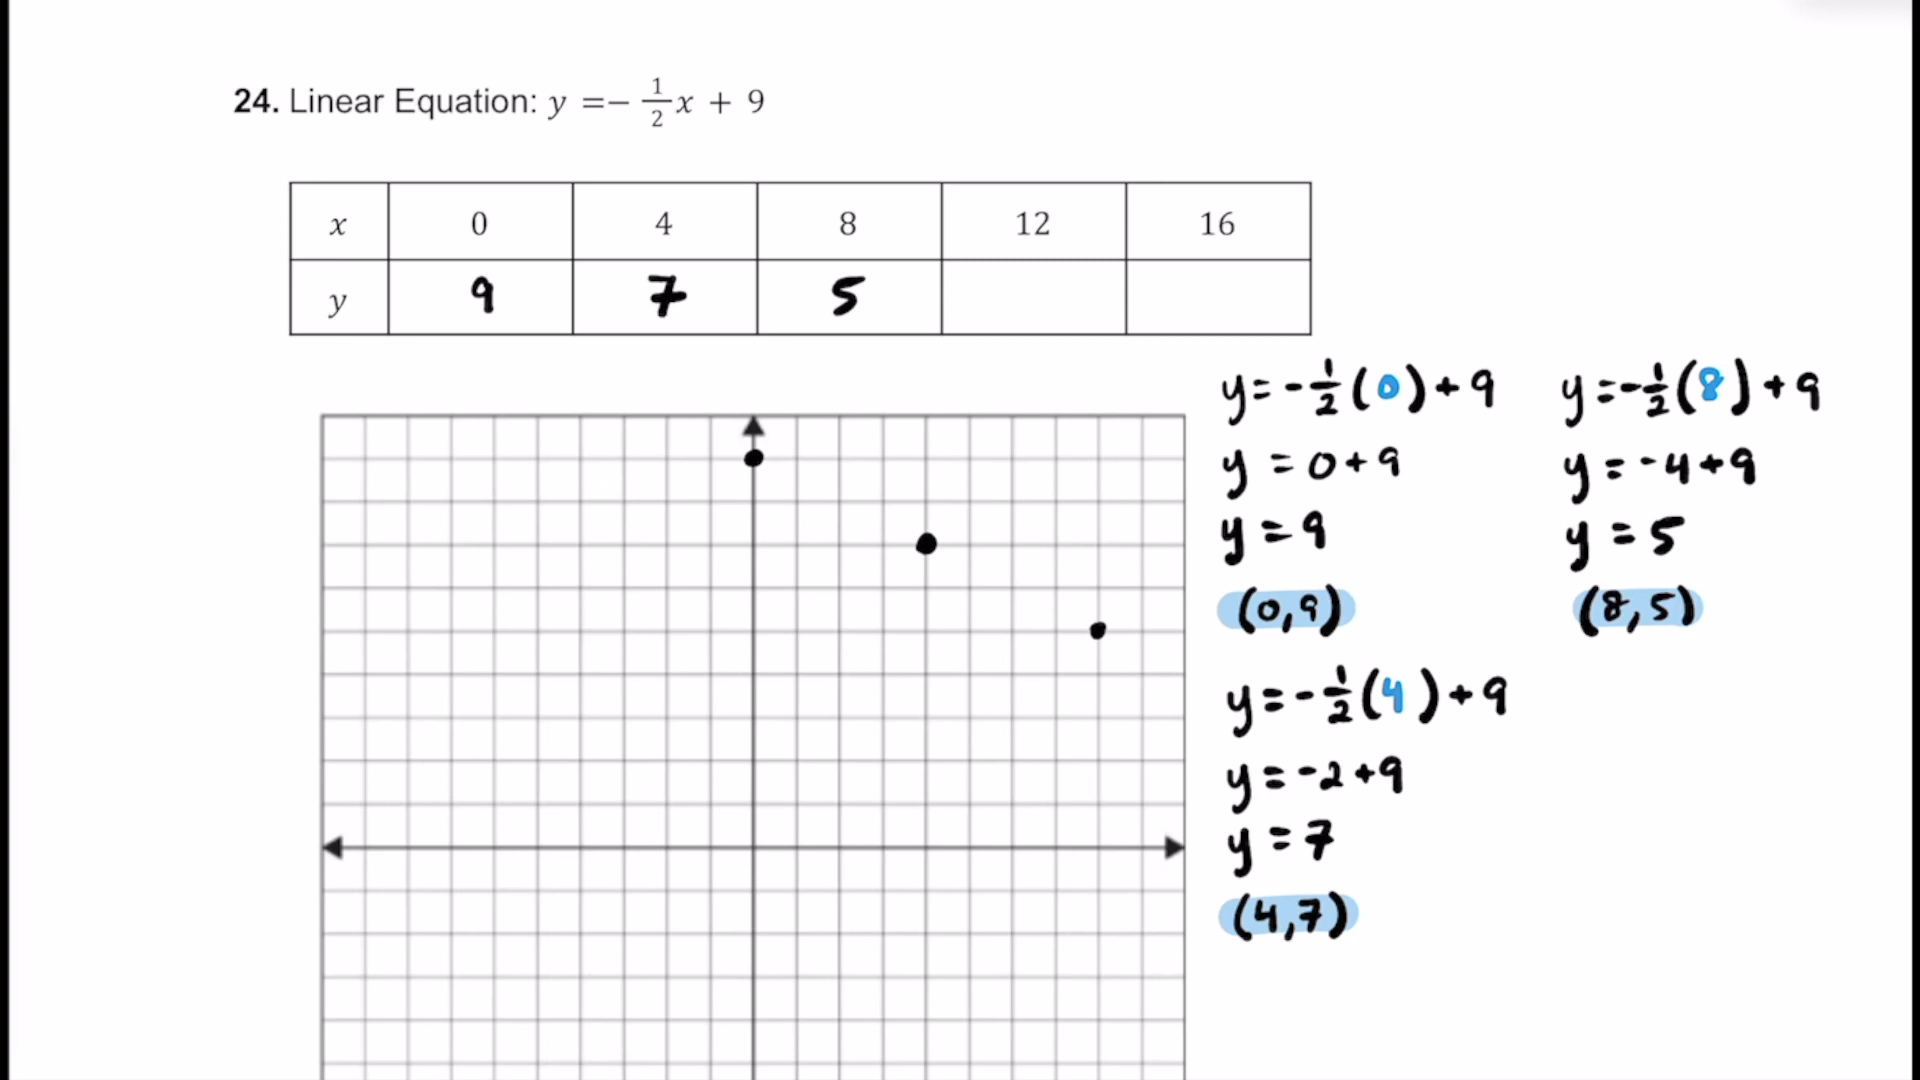 24. Linear Equation: y =− 1/2 x + 9
x 0 4 8 12 16
y 9 7 5
y = -1/2(0)+9
y = 0+9
y = 9
(0,9)
y = -1/2(4)+9
y = -2+9
y = 7
(4,7)
y = -1/2(8)+9
y = -4+9
y = 5
(8,5)